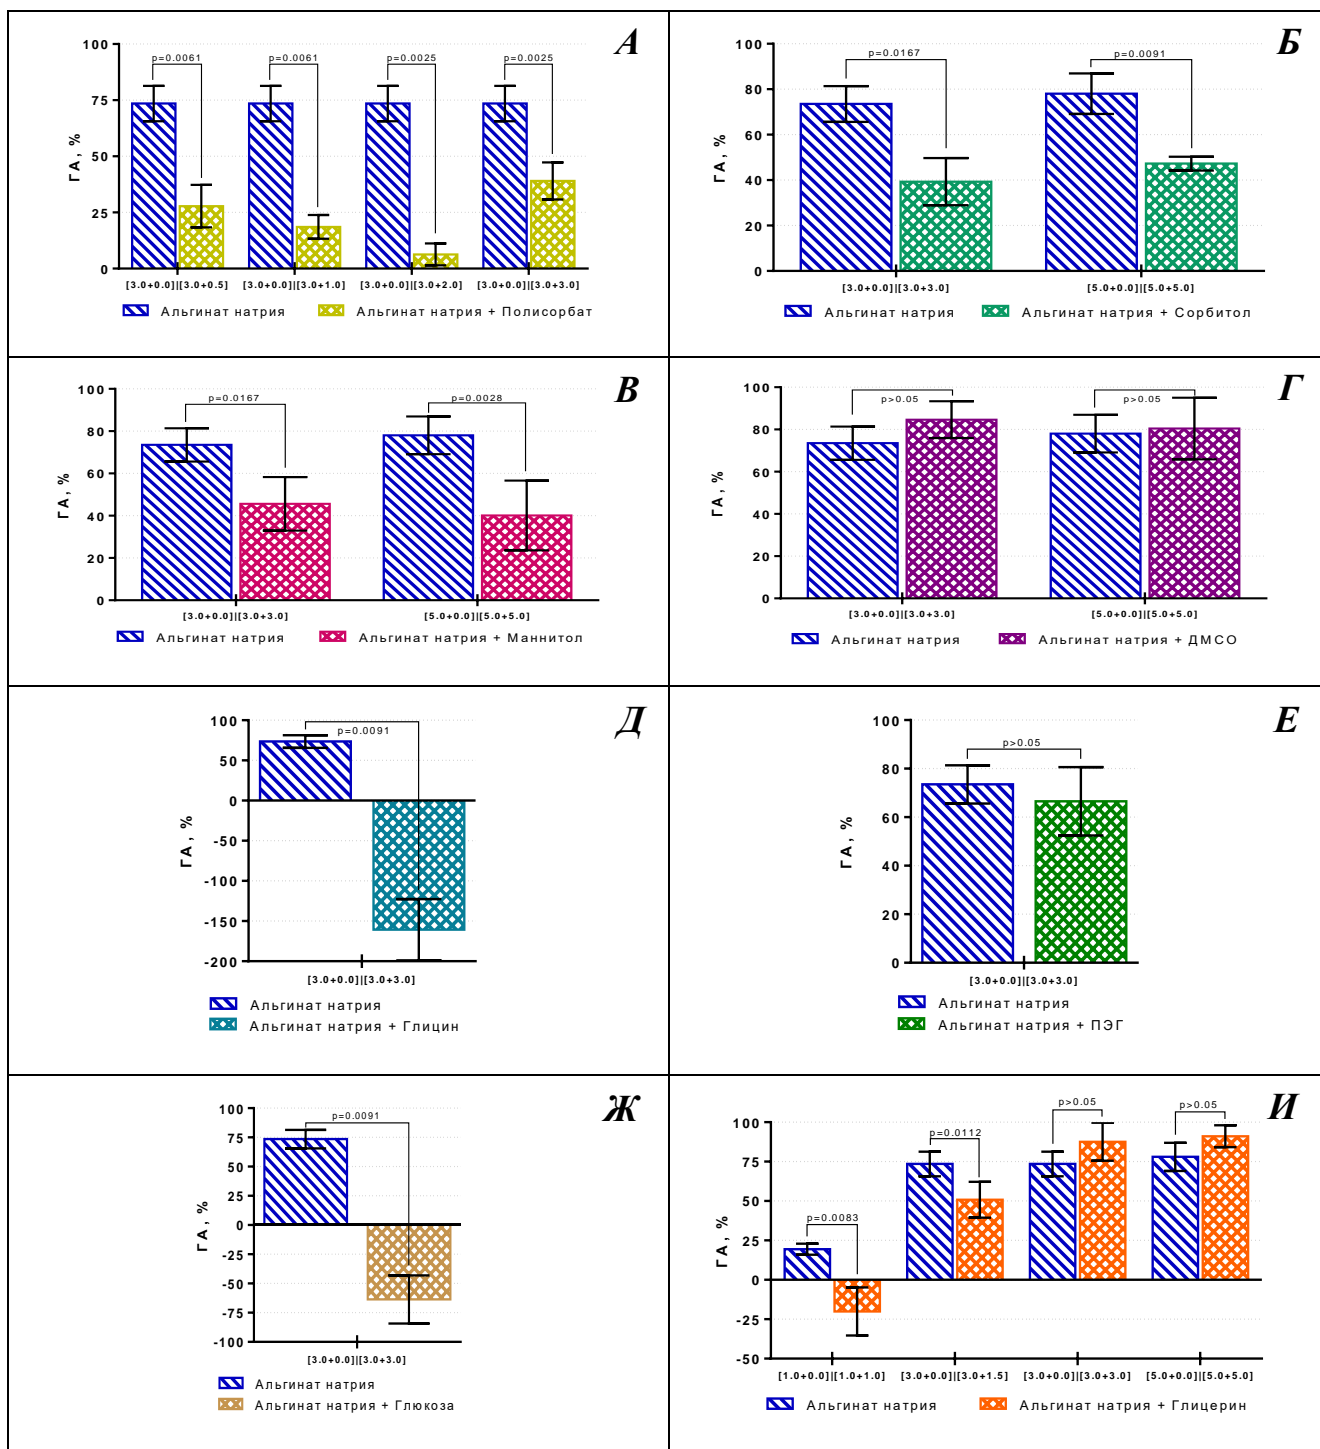 А
100
75
50
25
0
ГА, %
p=0.0061
p=0.0061
p=0.0025
p=0.0025
[3.0+0.0]|[3.0+0.5]
[3.0+0.0]|[3.0+1.0]
[3.0+0.0]|[3.0+2.0]
[3.0+0.0]|[3.0+3.0]
Альгинат натрия
Альгинат натрия + Полисорбат
Б
100
80
60
40
20
0
ГА, %
p=0.0167
p=0.0091
[3.0+0.0]|[3.0+3.0]
[5.0+0.0]|[5.0+5.0]
Альгинат натрия
Альгинат натрия + Сорбитол
В
100
80
60
40
20
0
ГА, %
p=0.0167
p=0.0028
[3.0+0.0]|[3.0+3.0]
[5.0+0.0]|[5.0+5.0]
Альгинат натрия
Альгинат натрия + Маннитол
Г
100
80
60
40
20
0
ГА, %
p>0.05
p>0.05
[3.0+0.0]|[3.0+3.0]
[5.0+0.0]|[5.0+5.0]
Альгинат натрия
Альгинат натрия + ДМСО
Д
100
50
0
-50
-100
-150
-200
ГА, %
p=0.0091
[3.0+0.0]|[3.0+3.0]
Альгинат натрия
Альгинат натрия + Глицин
Е
100
80
60
40
20
0
ГА, %
p>0.05
[3.0+0.0]|[3.0+3.0]
Альгинат натрия
Альгинат натрия + ПЭГ
Ж
100
75
50
25
0
-25
-50
-75
-100
ГА, %
p=0.0091
[3.0+0.0]|[3.0+3.0]
Альгинат натрия
Альгинат натрия + Глюкоза
И
100
75
50
25
0
-25
-50
ГА, %
p=0.0083
p=0.0112
p>0.05
p>0.05
[1.0+0.0]|[1.0+1.0]
[3.0+0.0]|[3.0+1.5]
[3.0+0.0]|[3.0+3.0]
[5.0+0.0]|[5.0+5.0]
Альгинат натрия
Альгинат натрия + Глицерин